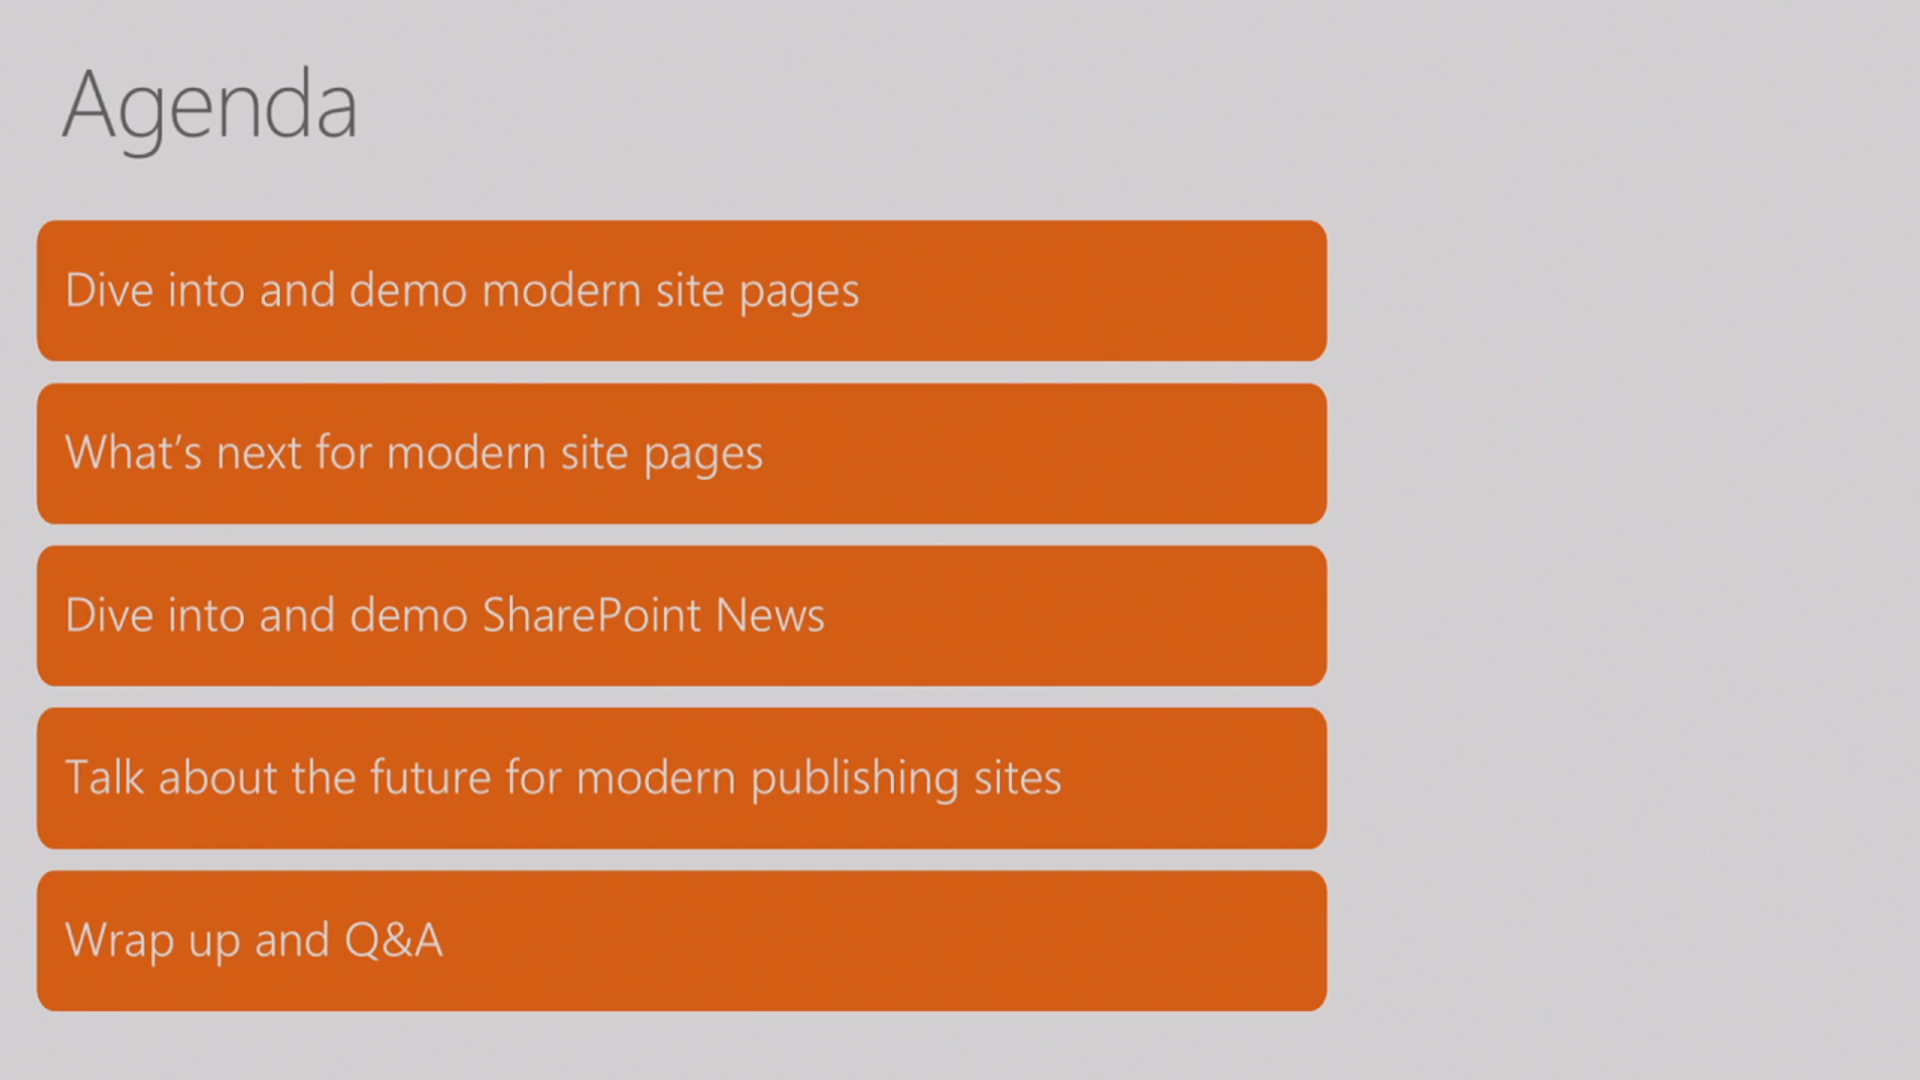 Agenda
Dive into and demo modern site pages
What’s next for modern site pages
Dive into and demo SharePoint News
Talk about the future for modern publishing sites
Wrap up and Q&A